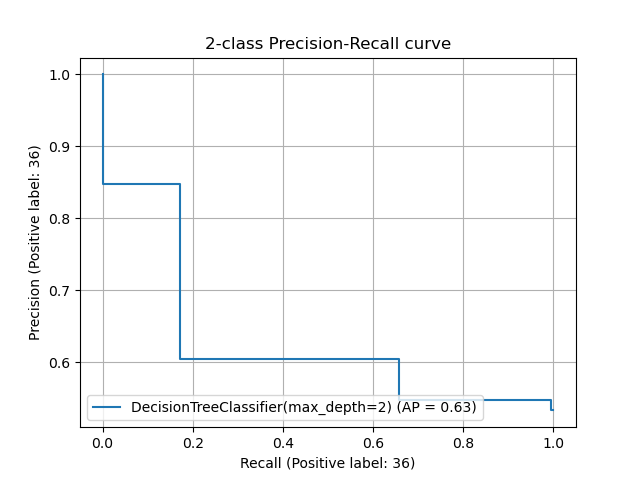 2-class Precision-Recall curve
1.0
0.9
0.8
0.7
0.6
Precision (Positive label: 36)
DecisionTreeClassifier(max_depth=2) (AP = 0.63)
0.0 0.2 0.4 0.6 0.8 1.0
Recall (Positive label: 36)